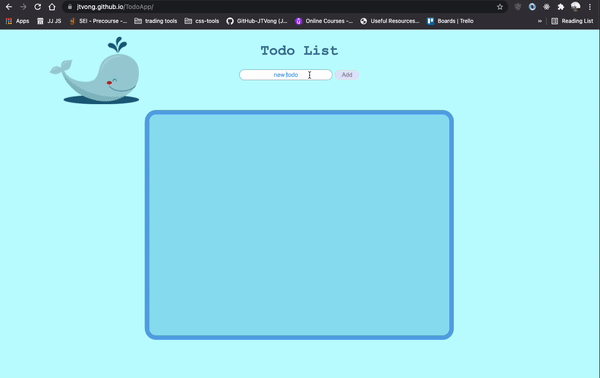 jtvong.github.io/TodoApp/
Apps JJ JS SEI - Precourse -... trading tools css-tools GitHub-JTVong (J... Online Courses -... Useful Resources... Boards | Trello » Reading List
Todo List
new todo Add